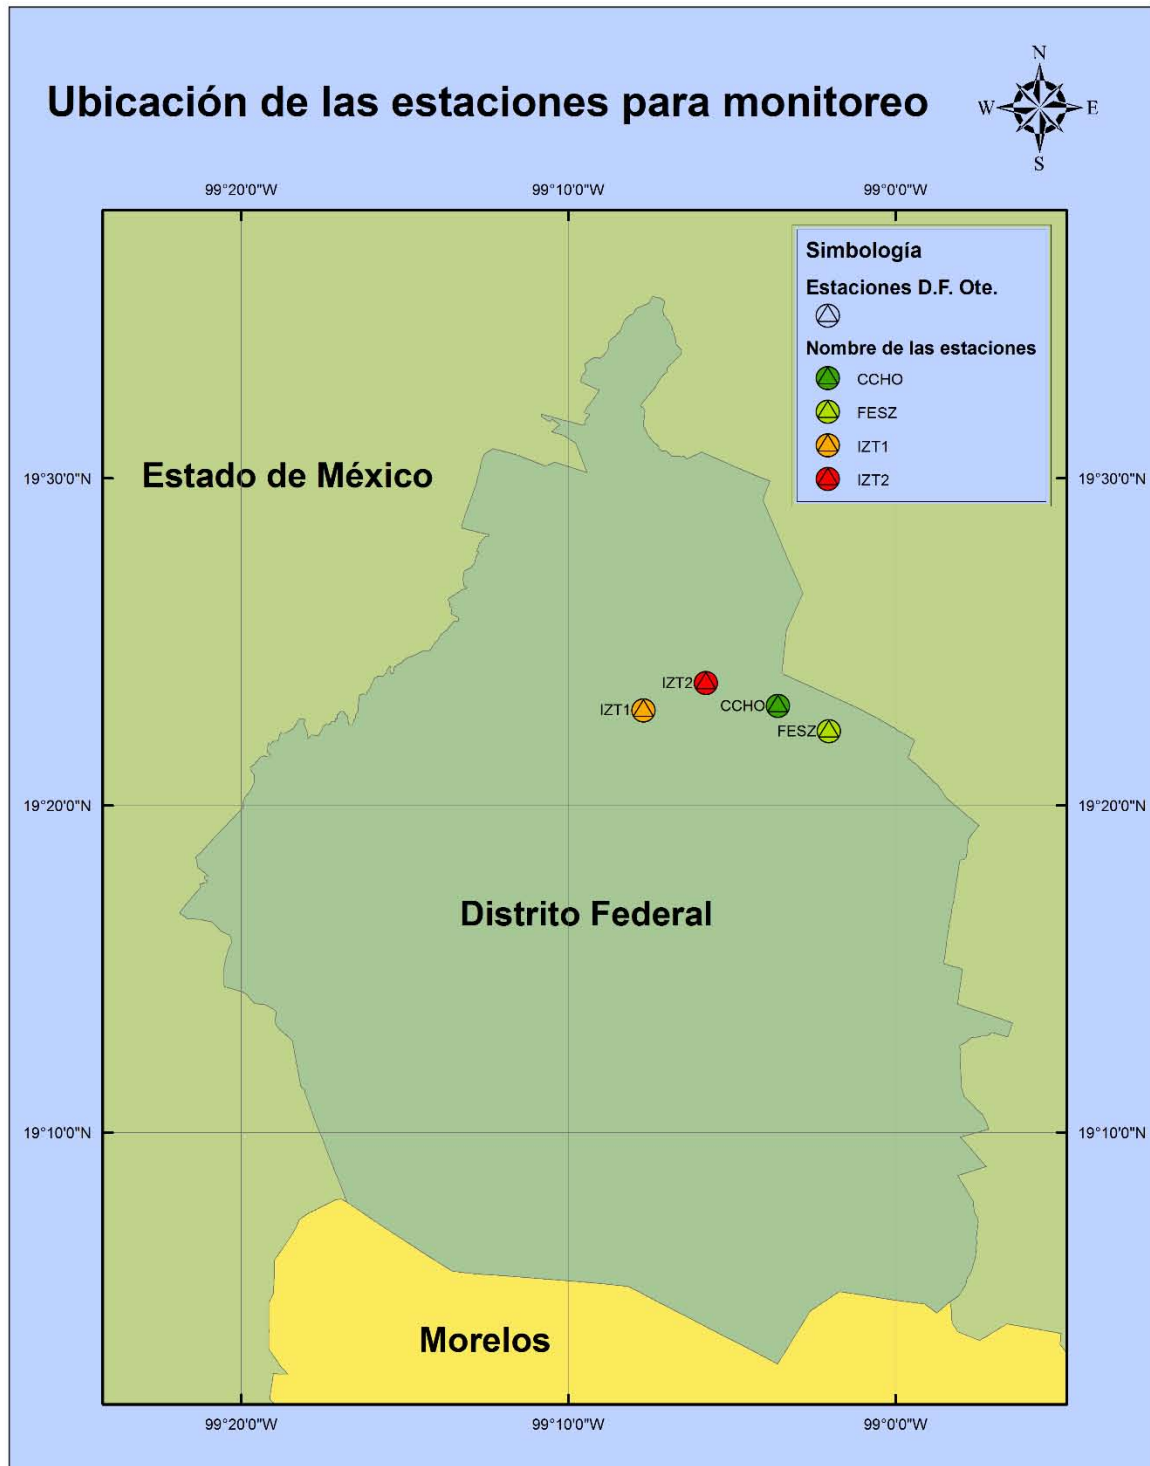 Ubicación de las estaciones para monitoreo
N
W E
S
99°20'0"W 99°10'0"W 99°0'0"W
Simbología
Estaciones D.F. Ote.
Nombre de las estaciones
CCHO
FESZ
IZT1
IZT2
Estado de México
19°30'0"N 19°30'0"N
IZT2
IZT1
CCHO
FESZ
19°20'0"N 19°20'0"N
Distrito Federal
19°10'0"N 19°10'0"N
Morelos
99°20'0"W 99°10'0"W 99°0'0"W